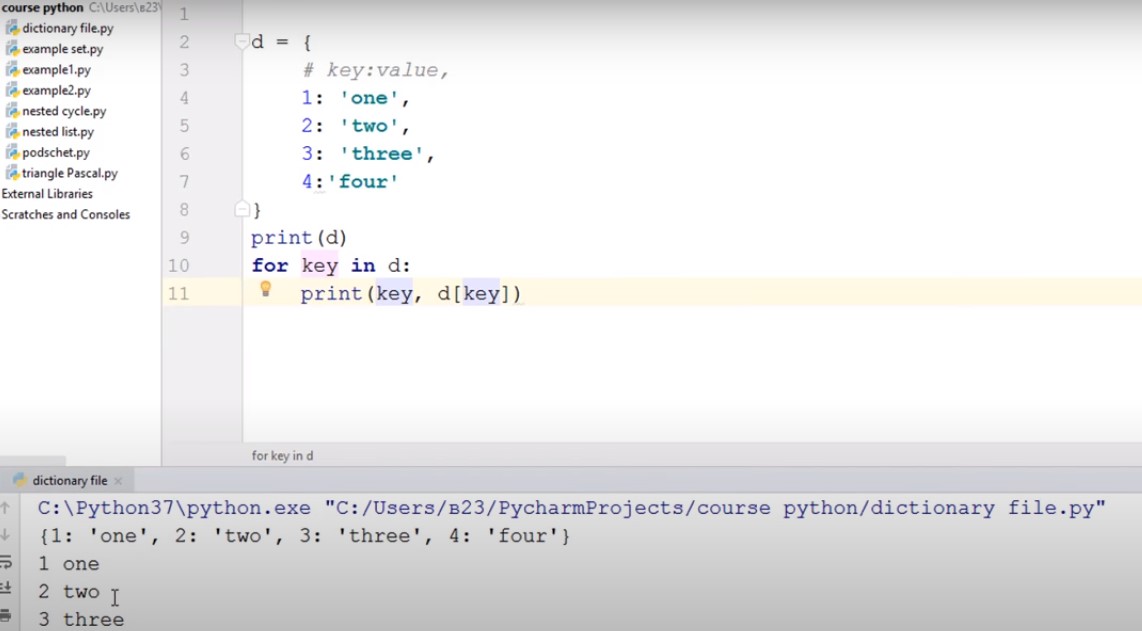 course python C:\Users\в23\
dictionary file.py
example set.py
example1.py
example2.py
nested cycle.py
nested list.py
podschet.py
triangle Pascal.py
External Libraries
Scratches and Consoles
1
2 d = {
3 # key:value,
4 1: 'one',
5 2: 'two',
6 3: 'three',
7 4:'four'
8 }
9 print(d)
10 for key in d:
11 print(key, d[key])
for key in d
dictionary file ×
C:\Python37\python.exe "C:/Users/в23/PycharmProjects/course python/dictionary file.py"
{1: 'one', 2: 'two', 3: 'three', 4: 'four'}
1 one
2 two
3 three